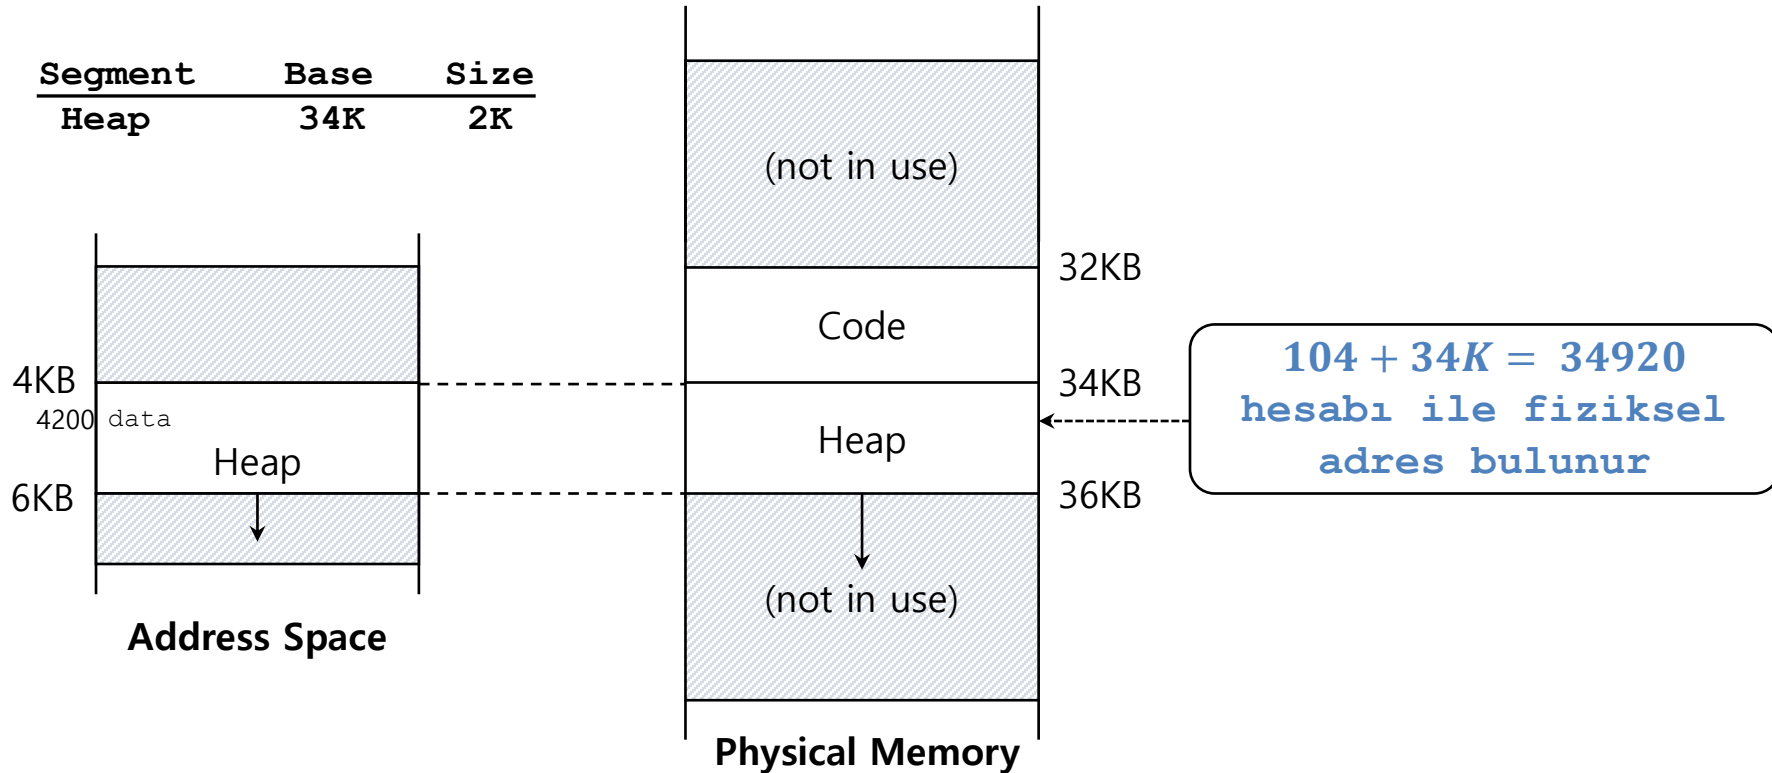 Segment Base Size
Heap 34K 2K
(not in use)
32KB
Code
4KB
34KB
4200 data
Heap
Heap
6KB
36KB
(not in use)
Address Space
Physical Memory
104 + 34K = 34920
hesabı ile fiziksel
adres bulunur